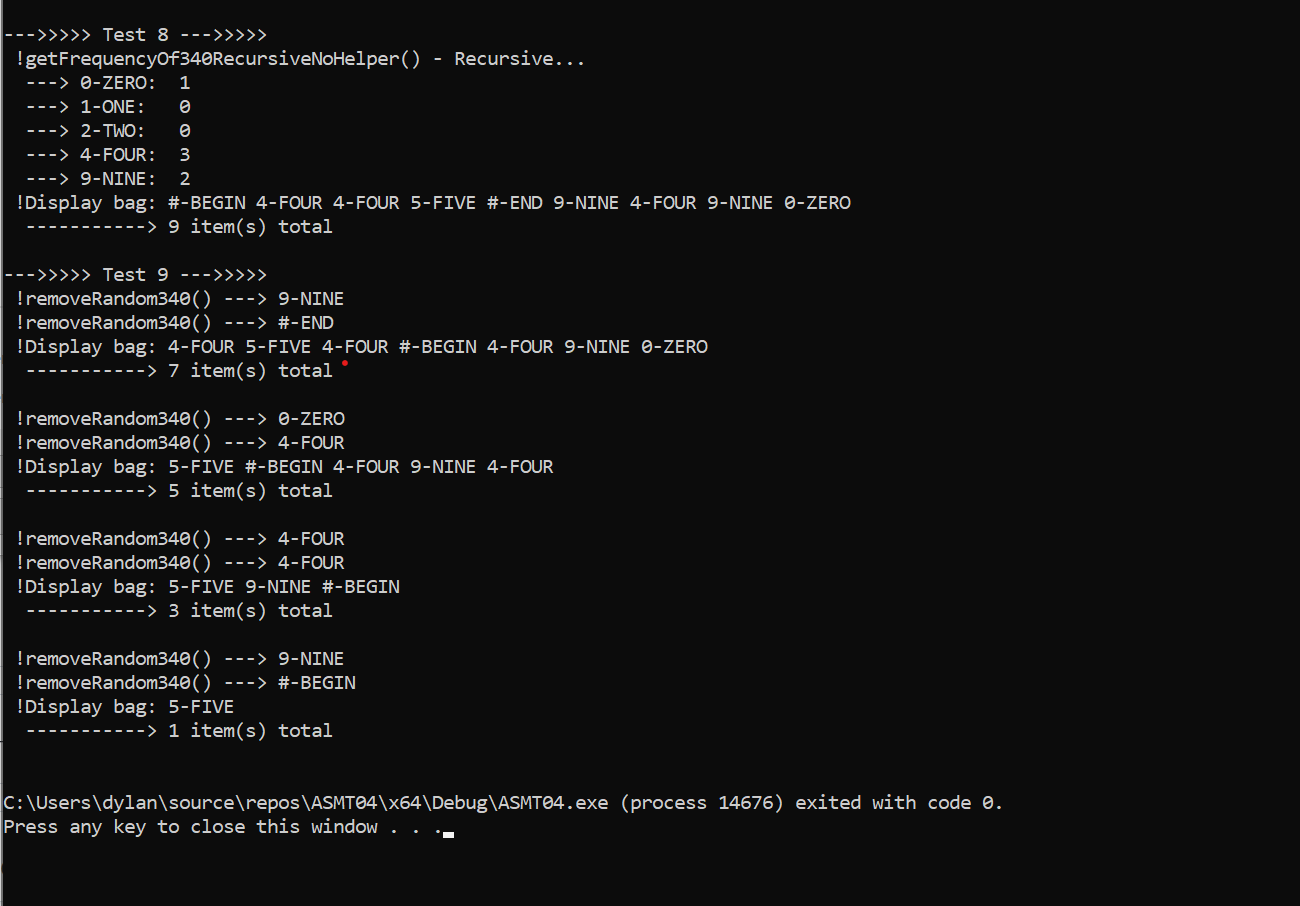 --->>>>> Test 8 --->>>>>
!getFrequencyOf340RecursiveNoHelper() - Recursive...
---> 0-ZERO:  1
---> 1-ONE:   0
---> 2-TWO:   0
---> 4-FOUR:  3
---> 9-NINE:  2
!Display bag: #-BEGIN 4-FOUR 4-FOUR 5-FIVE #-END 9-NINE 4-FOUR 9-NINE 0-ZERO
-----------> 9 item(s) total
--->>>>> Test 9 --->>>>>
!removeRandom340() ---> 9-NINE
!removeRandom340() ---> #-END
!Display bag: 4-FOUR 5-FIVE 4-FOUR #-BEGIN 4-FOUR 9-NINE 0-ZERO
-----------> 7 item(s) total
!removeRandom340() ---> 0-ZERO
!removeRandom340() ---> 4-FOUR
!Display bag: 5-FIVE #-BEGIN 4-FOUR 9-NINE 4-FOUR
-----------> 5 item(s) total
!removeRandom340() ---> 4-FOUR
!removeRandom340() ---> 4-FOUR
!Display bag: 5-FIVE 9-NINE #-BEGIN
-----------> 3 item(s) total
!removeRandom340() ---> 9-NINE
!removeRandom340() ---> #-BEGIN
!Display bag: 5-FIVE
-----------> 1 item(s) total
C:\Users\dylan\source\repos\ASMT04\x64\Debug\ASMT04.exe (process 14676) exited with code 0.
Press any key to close this window . . .